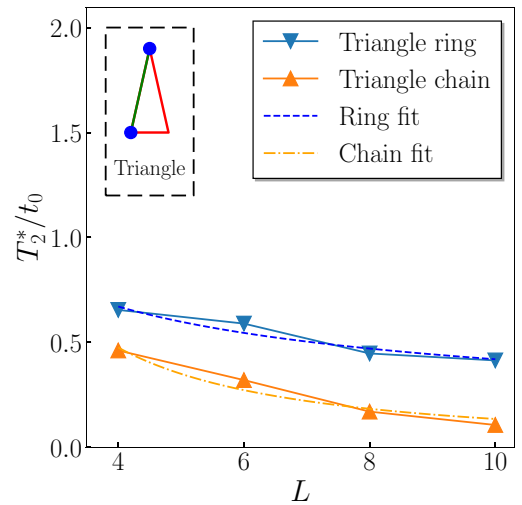 2.0
1.5
1.0
0.5
0.0
T₂*/t₀
Triangle
Triangle ring
Triangle chain
Ring fit
Chain fit
4 6 8 10
L